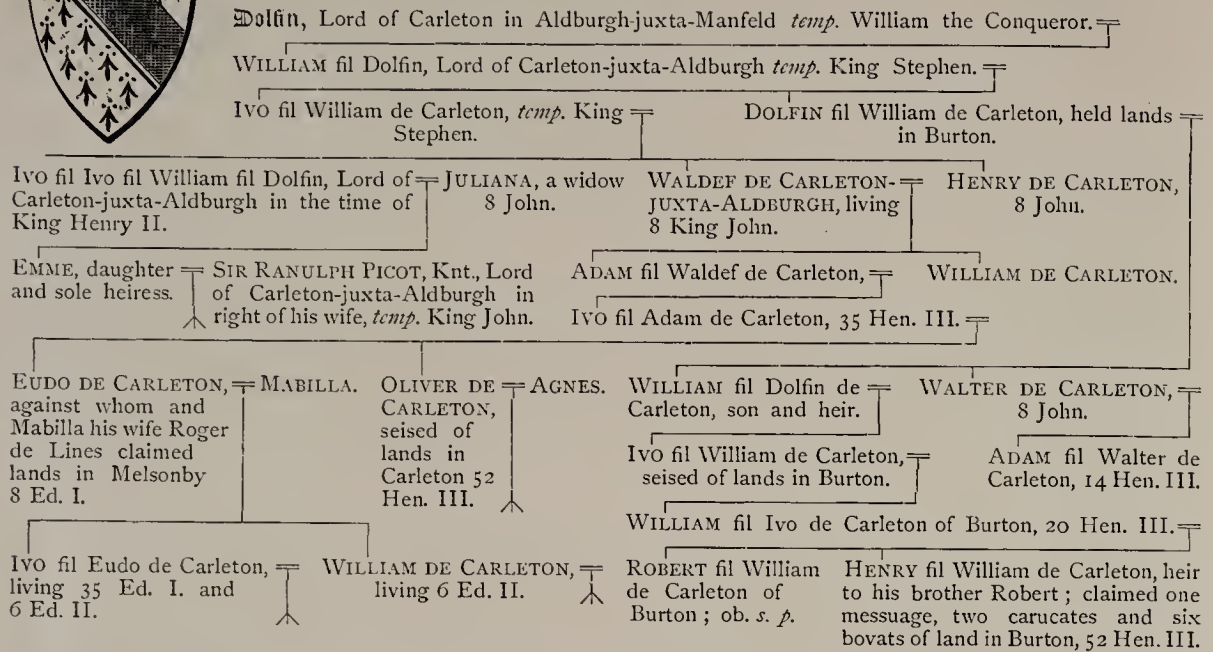 Dolfin, Lord of Carleton in Aldburgh-juxta-Manfeld temp. William the Conqueror.
WILLIAM fil Dolfin, Lord of Carleton-juxta-Aldburgh temp. King Stephen.
IVO fil William de Carleton, temp. King
Stephen.
DOLFIN fil William de Carleton, held lands
in Burton.
IVO fil Ivo fil William fil Dolfin, Lord of
Carleton-juxta-Aldburgh in the time of
King Henry II.
JULIANA, a widow
8 John.
WALDEF DE CARLETON-
JUXTA-ALDBURGH, living
8 King John.
HENRY DE CARLETON,
8 John.
EMME, daughter
and sole heiress.
SIR RANULPH PICOT, Knt., Lord
of Carleton-juxta-Aldburgh in
right of his wife, temp. King John.
ADAM fil Waldef de Carleton,
WILLIAM DE CARLETON.
IVO fil Adam de Carleton, 35 Hen. III.
EUDO DE CARLETON,
against whom and
Mabilla his wife Roger
de Lines claimed
lands in Melsonby
8 Ed. I.
MABILLA.
OLIVER DE
CARLETON,
seised of
lands in
Carleton 52
Hen. III.
AGNES.
WILLIAM fil Dolfin de
Carleton, son and heir.
WALTER DE CARLETON,
8 John.
IVO fil William de Carleton,
seised of lands in Burton.
ADAM fil Walter de
Carleton, 14 Hen. III.
WILLIAM fil Ivo de Carleton of Burton, 20 Hen. III.
IVO fil Eudo de Carleton,
living 35 Ed. I. and
6 Ed. II.
WILLIAM DE CARLETON,
living 6 Ed. II.
ROBERT fil William
de Carleton of
Burton ; ob. s. p.
HENRY fil William de Carleton, heir
to his brother Robert ; claimed one
messuage, two carucates and six
bovats of land in Burton, 52 Hen. III.